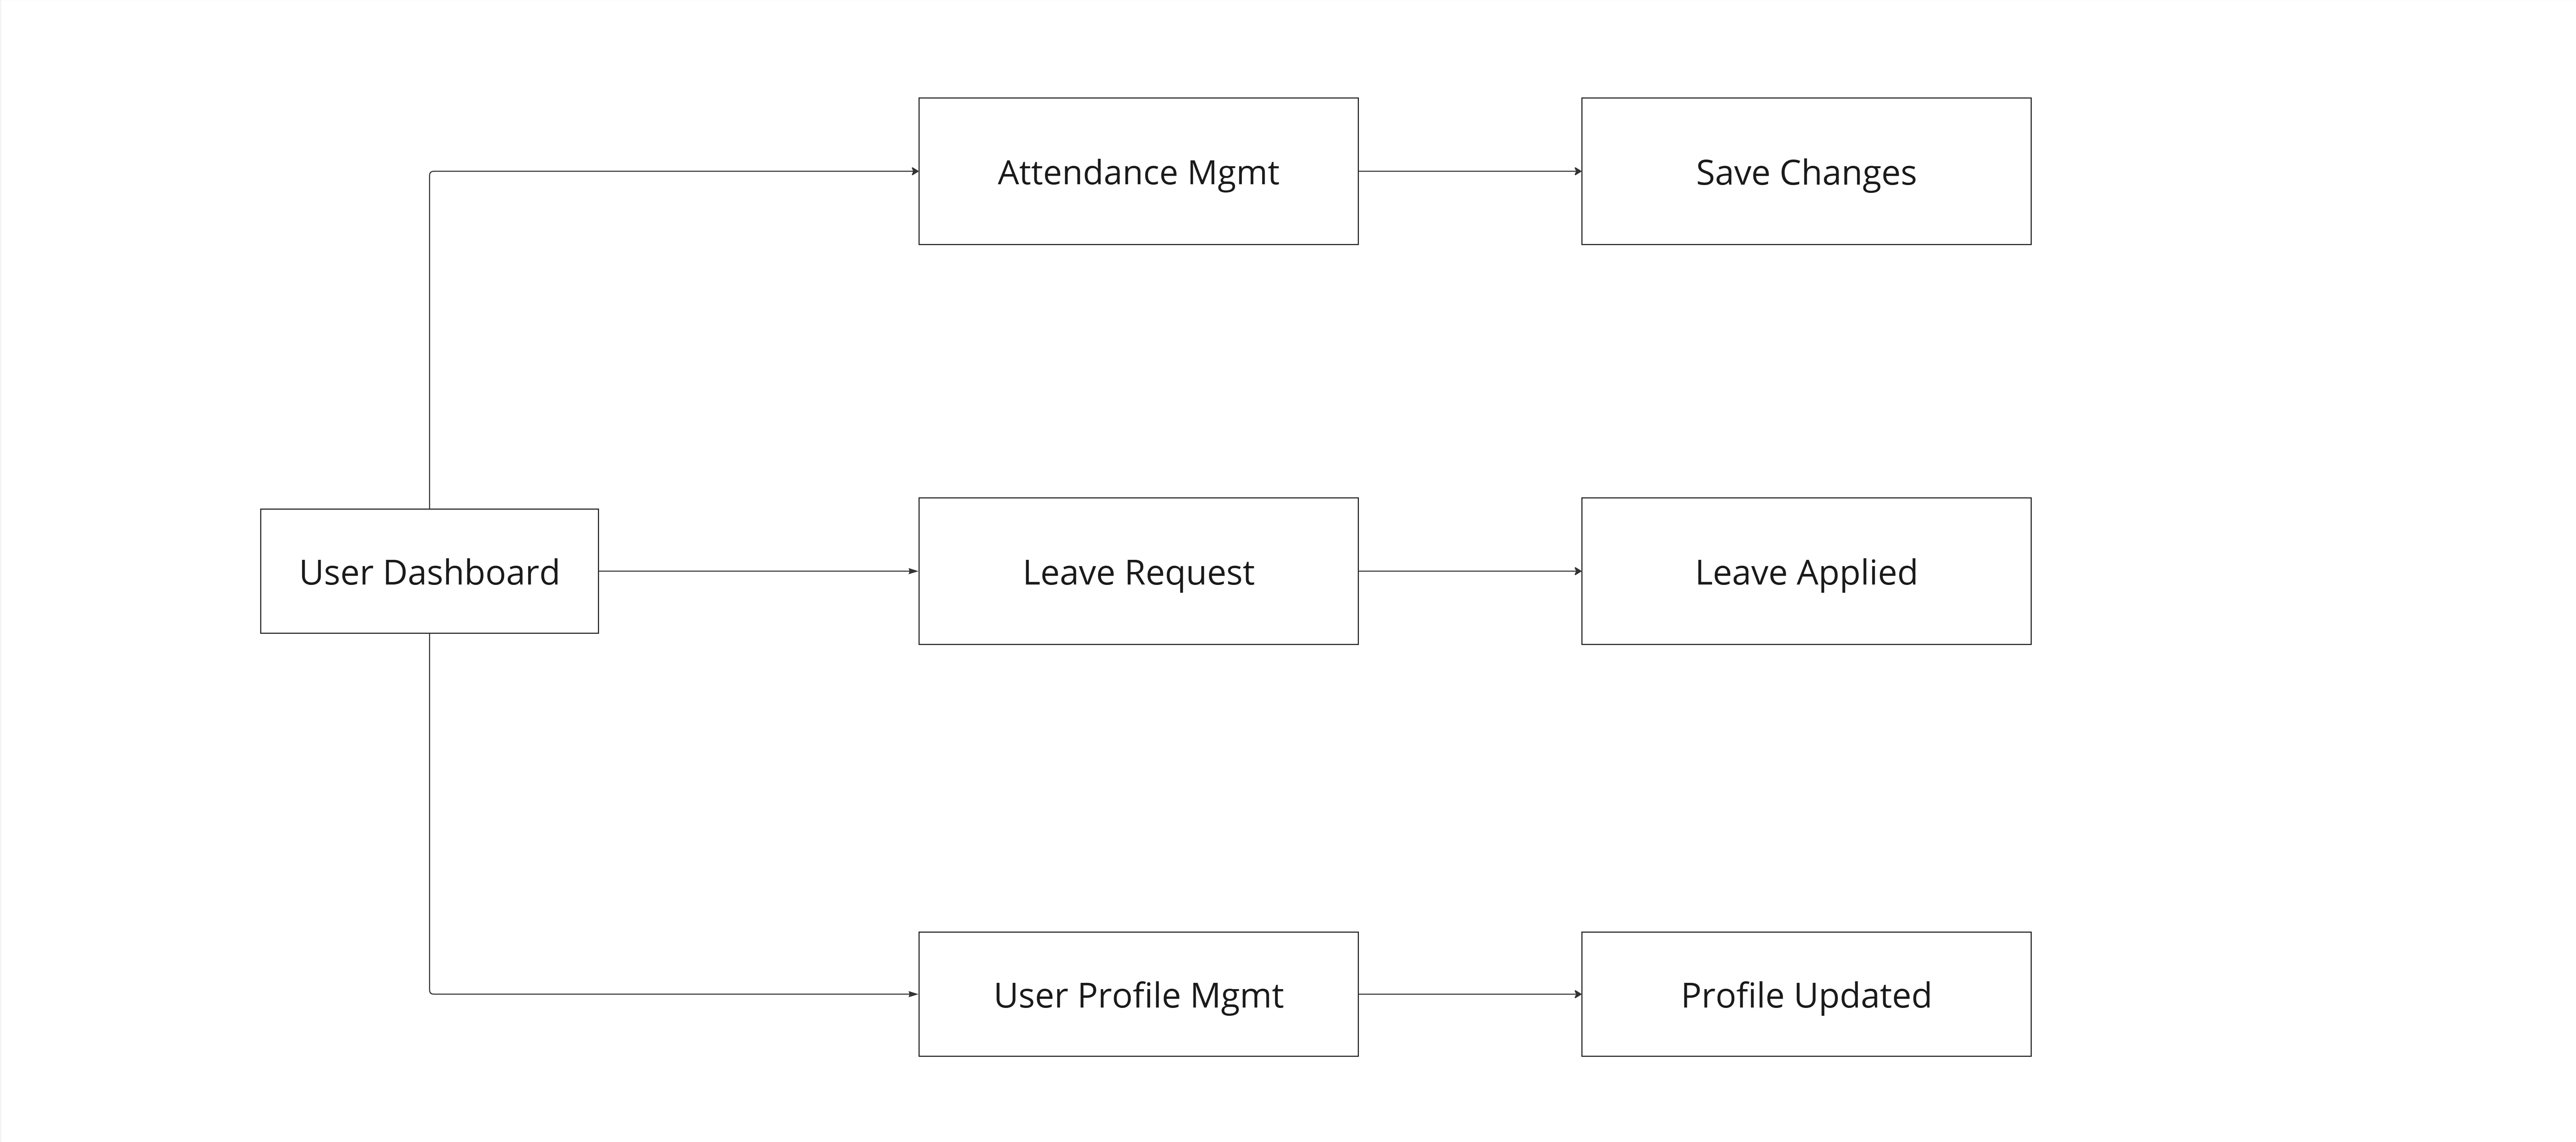 Attendance Mgmt
Save Changes
User Dashboard
Leave Request
Leave Applied
User Profile Mgmt
Profile Updated